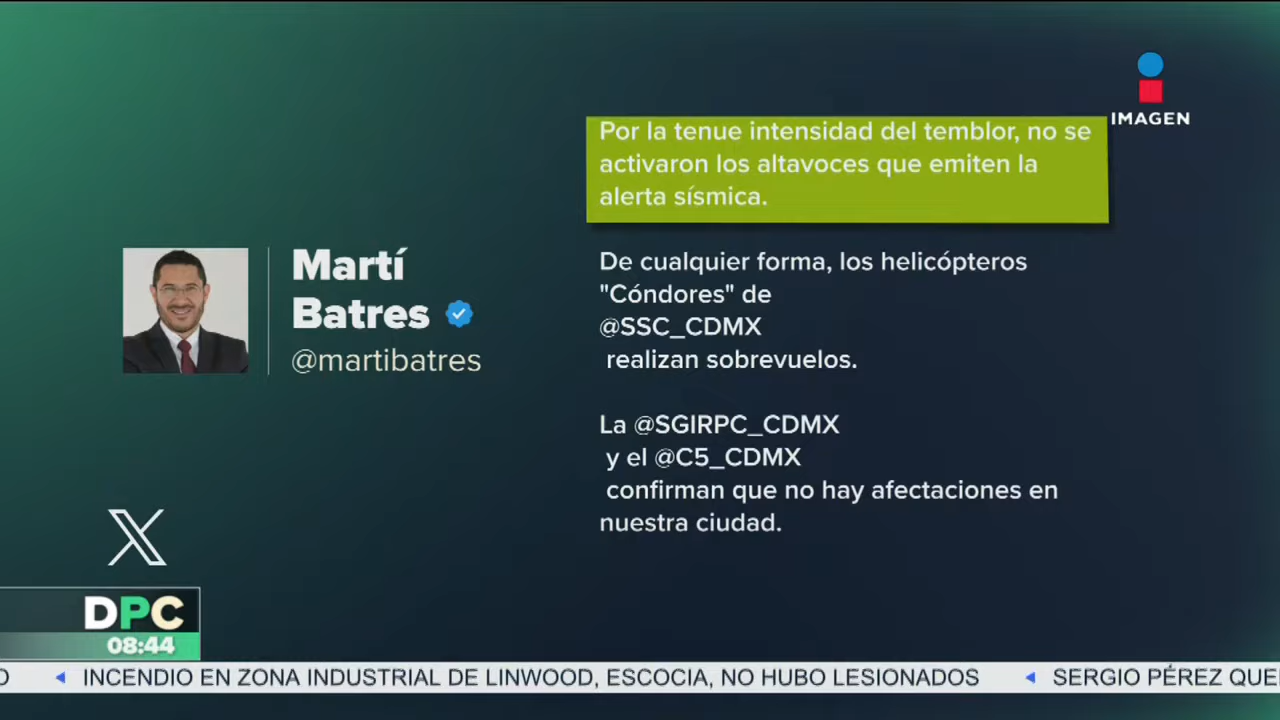 IMAGEN
Por la tenue intensidad del temblor, no se
activaron los altavoces que emiten la
alerta sísmica.
Martí
Batres
@martibatres
De cualquier forma, los helicópteros
"Cóndores" de
@SSC_CDMX
realizan sobrevuelos.
La @SGIRPC_CDMX
y el @C5_CDMX
confirman que no hay afectaciones en
nuestra ciudad.
DPC
08:44
INCENDIO EN ZONA INDUSTRIAL DE LINWOOD, ESCOCIA, NO HUBO LESIONADOS
SERGIO PÉREZ